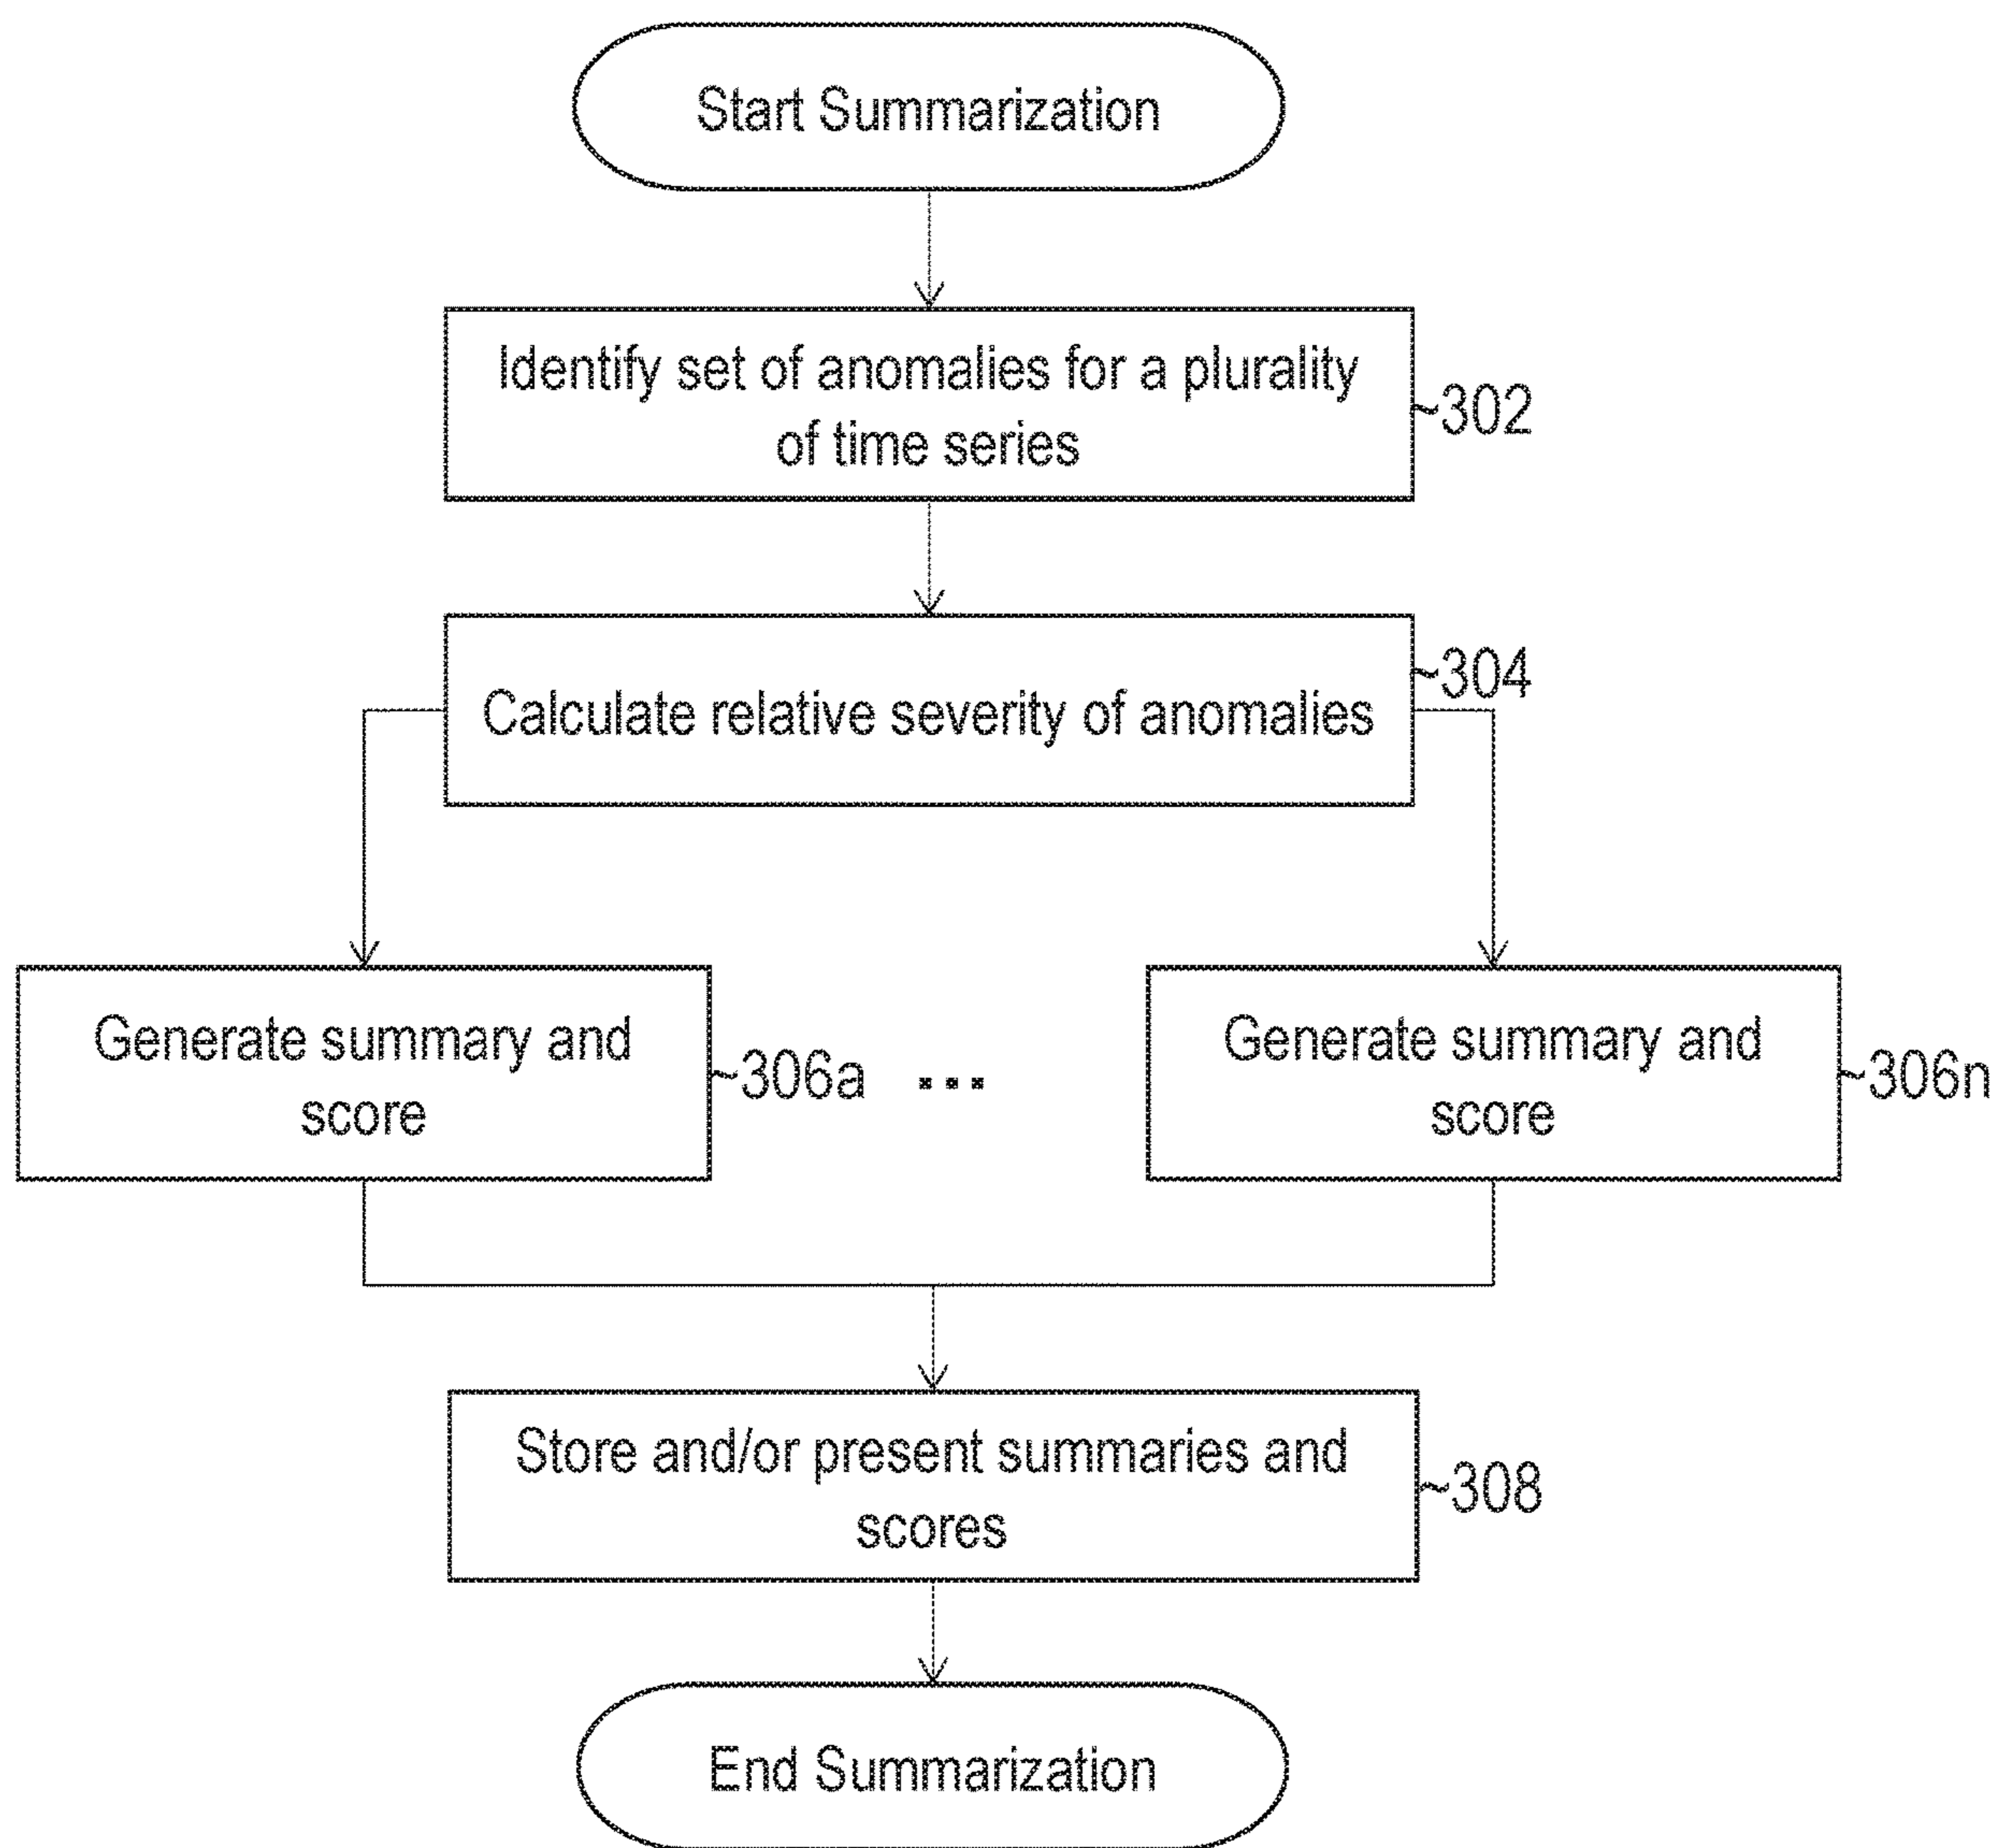 Start Summarization
Identify set of anomalies for a plurality
of time series
~302
Calculate relative severity of anomalies
~304
Generate summary and
score
~306a
...
Generate summary and
score
~306n
Store and/or present summaries and
scores
~308
End Summarization